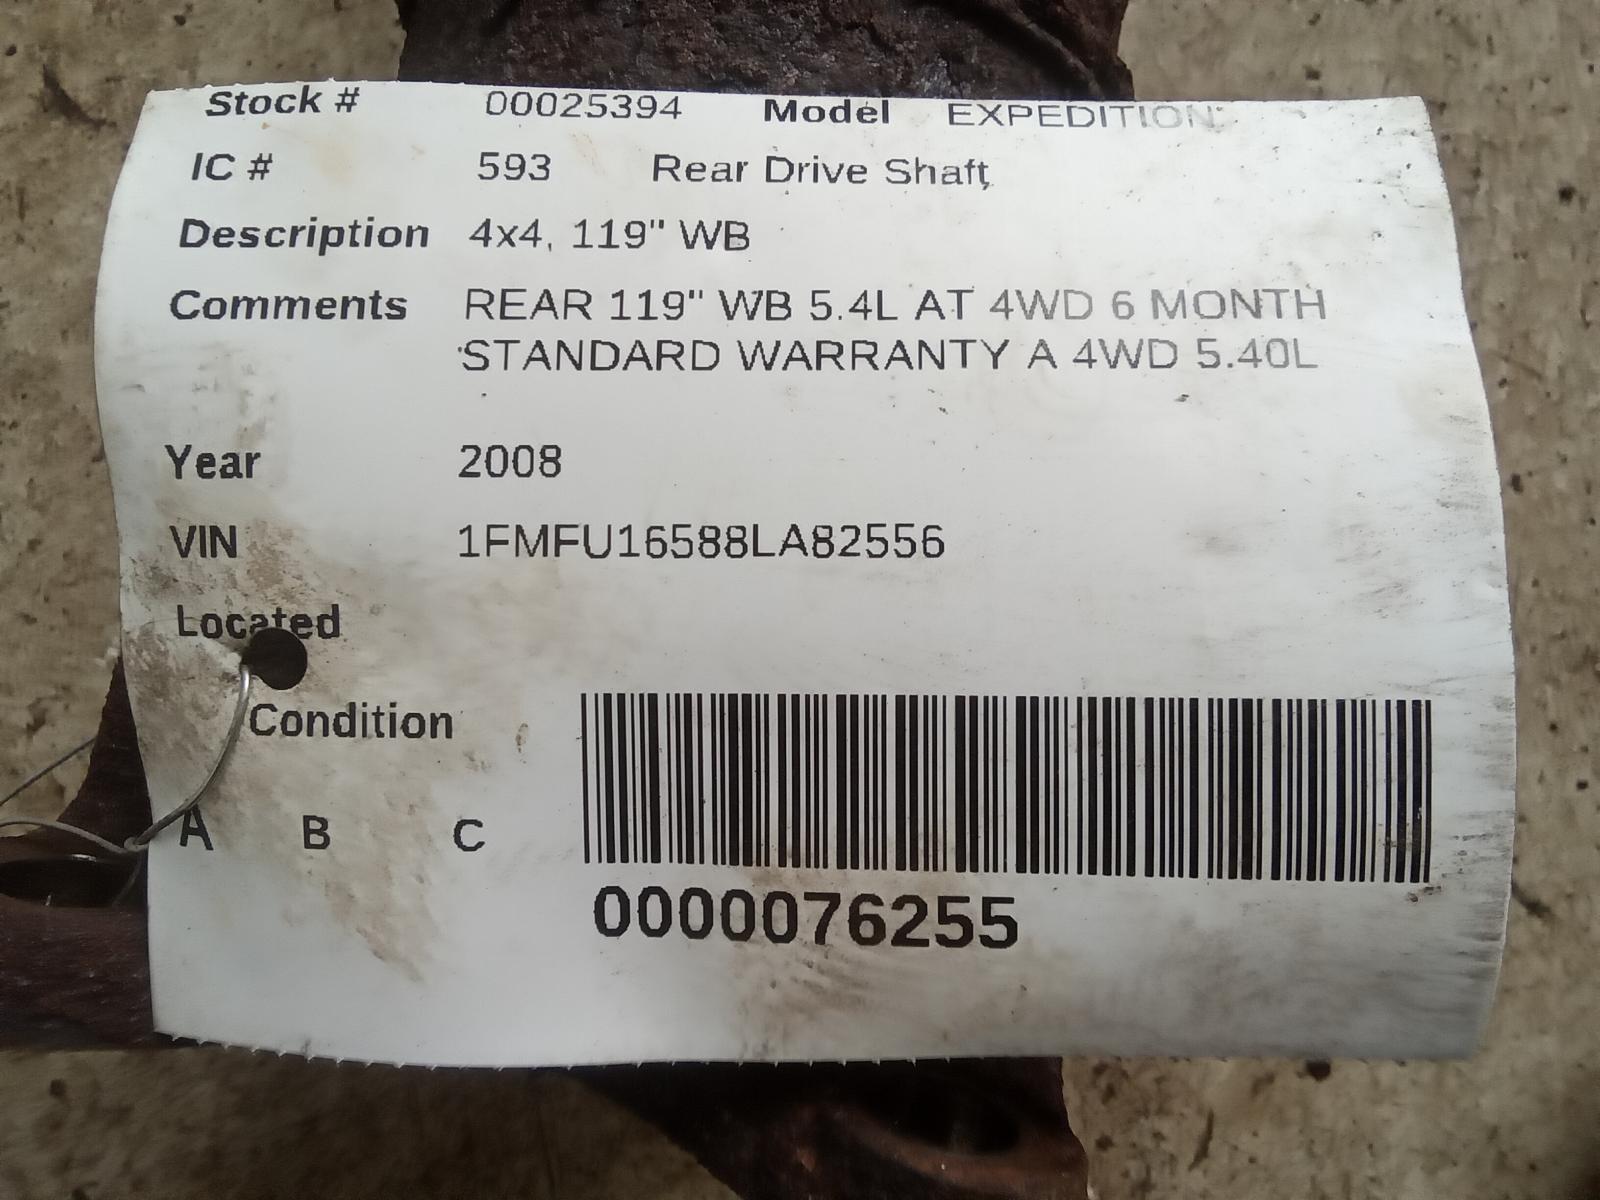 Stock # 00025394 Model EXPEDITION
IC # 593 Rear Drive Shaft
Description 4x4, 119" WB
Comments REAR 119" WB 5.4L AT 4WD 6 MONTH
STANDARD WARRANTY A 4WD 5.40L
Year 2008
VIN 1FMFU16588LA82556
Located
Condition
A B C
0000076255